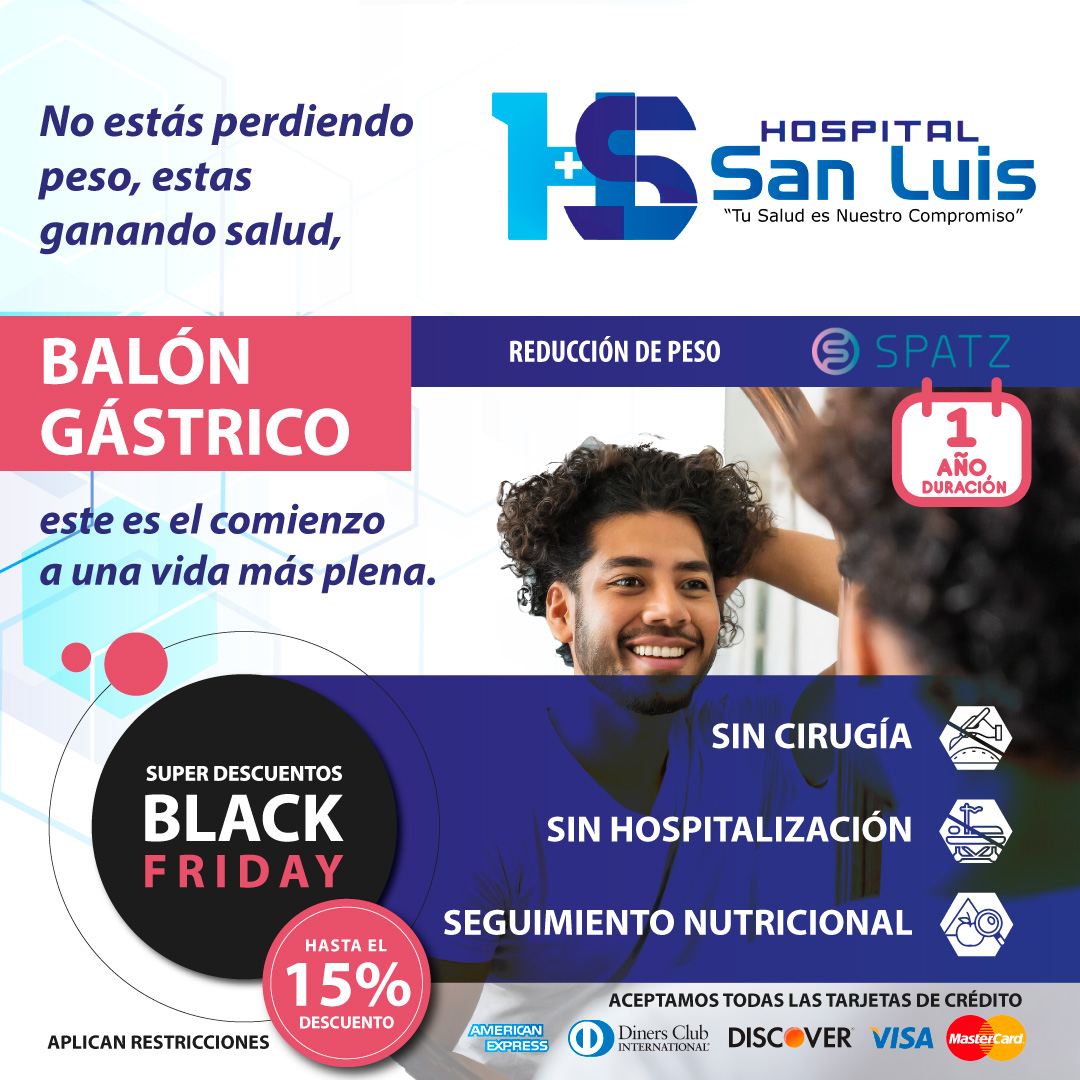 No estás perdiendo
peso, estas
ganando salud,
HS
HOSPITAL
San Luis
“Tu Salud es Nuestro Compromiso”
BALÓN
GÁSTRICO
REDUCCIÓN DE PESO
SPATZ
1
AÑO
DURACIÓN
este es el comienzo
a una vida más plena.
SIN CIRUGÍA
SIN HOSPITALIZACIÓN
SEGUIMIENTO NUTRICIONAL
SUPER DESCUENTOS
BLACK
FRIDAY
HASTA EL
15%
DESCUENTO
APLICAN RESTRICCIONES
ACEPTAMOS TODAS LAS TARJETAS DE CRÉDITO
AMERICAN
EXPRESS
Diners Club
INTERNATIONAL
DISCOVER
VISA
MasterCard